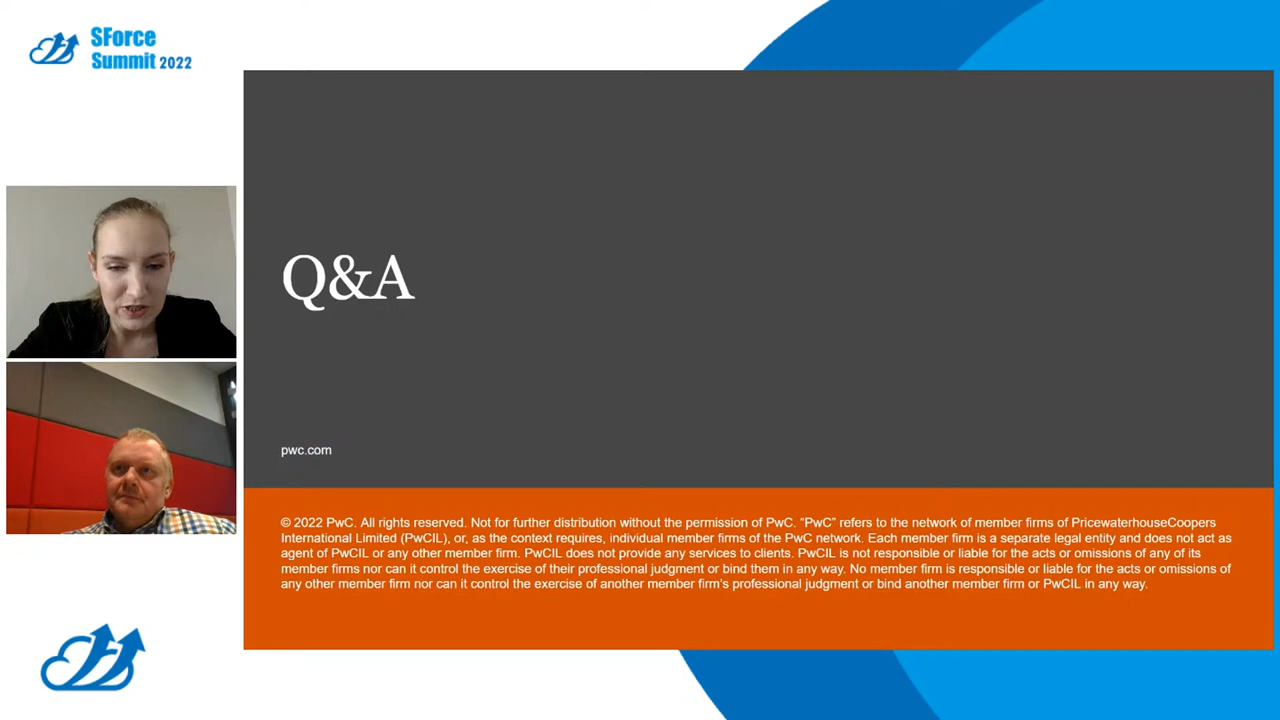 SForce
Summit 2022
Q&A
pwc.com
© 2022 PwC. All rights reserved. Not for further distribution without the permission of PwC. “PwC” refers to the network of member firms of PricewaterhouseCoopers
International Limited (PwCIL), or, as the context requires, individual member firms of the PwC network. Each member firm is a separate legal entity and does not act as
agent of PwCIL or any other member firm. PwCIL does not provide any services to clients. PwCIL is not responsible or liable for the acts or omissions of any of its
member firms nor can it control the exercise of their professional judgment or bind them in any way. No member firm is responsible or liable for the acts or omissions of
any other member firm nor can it control the exercise of another member firm’s professional judgment or bind another member firm or PwCIL in any way.